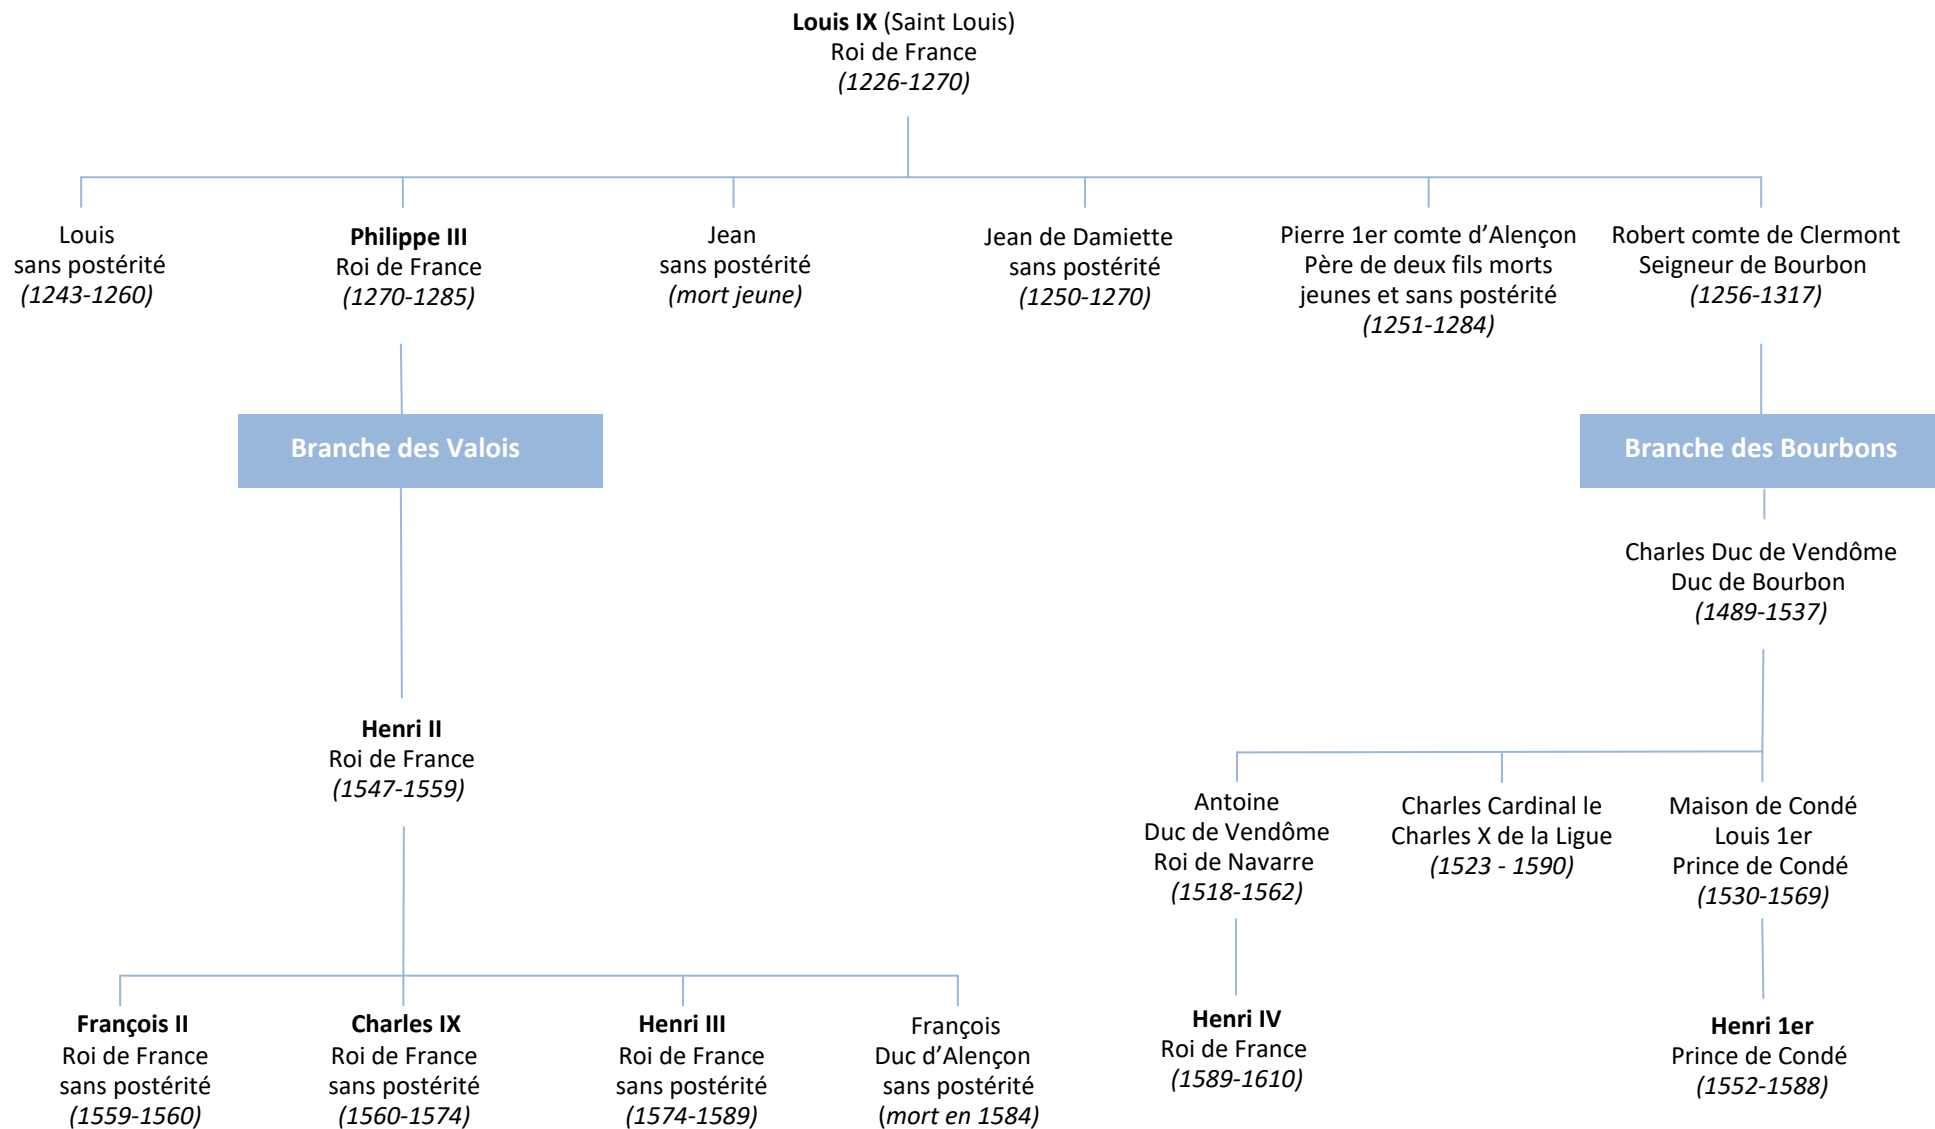 Louis IX (Saint Louis)
Roi de France
(1226-1270)
Louis
sans postérité
(1243-1260)
Philippe III
Roi de France
(1270-1285)
Jean
sans postérité
(mort jeune)
Jean de Damiette
sans postérité
(1250-1270)
Pierre 1er comte d’Alençon
Père de deux fils morts
jeunes et sans postérité
(1251-1284)
Robert comte de Clermont
Seigneur de Bourbon
(1256-1317)
Branche des Valois
Branche des Bourbons
Charles Duc de Vendôme
Duc de Bourbon
(1489-1537)
Henri II
Roi de France
(1547-1559)
Antoine
Duc de Vendôme
Roi de Navarre
(1518-1562)
Charles Cardinal le
Charles X de la Ligue
(1523 - 1590)
Maison de Condé
Louis 1er
Prince de Condé
(1530-1569)
François II
Roi de France
sans postérité
(1559-1560)
Charles IX
Roi de France
sans postérité
(1560-1574)
Henri III
Roi de France
sans postérité
(1574-1589)
François
Duc d’Alençon
sans postérité
(mort en 1584)
Henri IV
Roi de France
(1589-1610)
Henri 1er
Prince de Condé
(1552-1588)